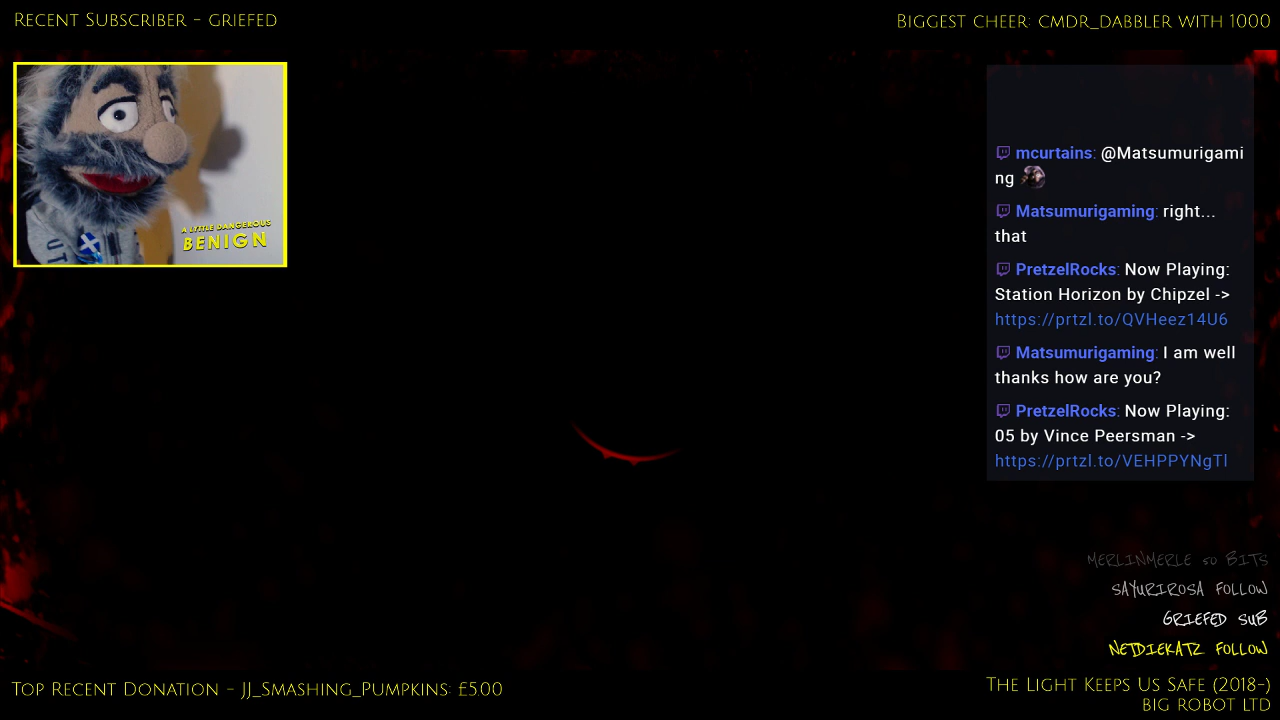 RECENT SUBSCRIBER - GRIEFED
BIGGEST CHEER: CMDR_DABBLER WITH 1000
A LITTLE DANGEROUS
BENIGN
UT
mcurtains: @Matsumurigami
ng
Matsumurigaming: right...
that
PretzelRocks: Now Playing:
Station Horizon by Chipzel ->
https://prtzl.to/QVHeez14U6
Matsumurigaming: I am well
thanks how are you?
PretzelRocks: Now Playing:
05 by Vince Peersman ->
https://prtzl.to/VEHPPYNgTl
MERLINMERLE 50 BITS
SAYURIROSA FOLLOW
GRIEFED SUB
NETDIEKATZ FOLLOW
TOP RECENT DONATION - JJ_SMASHING_PUMPKINS: £5.00
THE LIGHT KEEPS US SAFE (2018-)
BIG ROBOT LTD